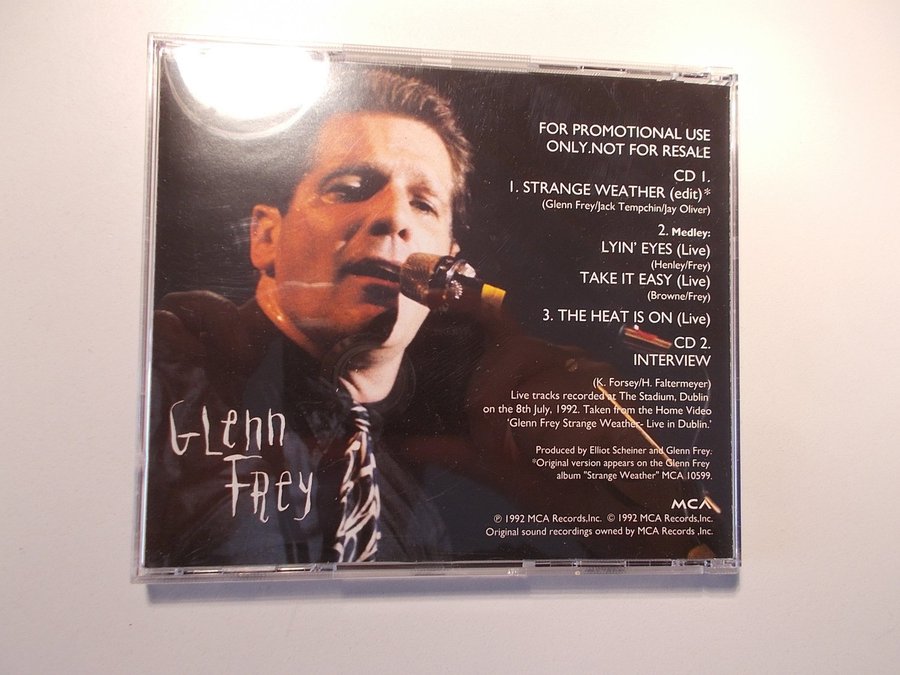 FOR PROMOTIONAL USE
ONLY.NOT FOR RESALE
CD 1.
1. STRANGE WEATHER (edit)*
(Glenn Frey/Jack Tempchin/Jay Oliver)
2. Medley:
LYIN' EYES (Live)
(Henley/Frey)
TAKE IT EASY (Live)
(Browne/Frey)
3. THE HEAT IS ON (Live)
CD 2.
INTERVIEW
(K. Forsey/H. Faltermeyer)
Live tracks recorded at The Stadium, Dublin
on the 8th July, 1992. Taken from the Home Video
'Glenn Frey Strange Weather- Live in Dublin.'
Produced by Elliot Scheiner and Glenn Frey.
*Original version appears on the Glenn Frey
album "Strange Weather" MCA 10599.
MCA
℗ 1992 MCA Records,Inc. © 1992 MCA Records,Inc.
Original sound recordings owned by MCA Records ,Inc.
GLenn
FRey